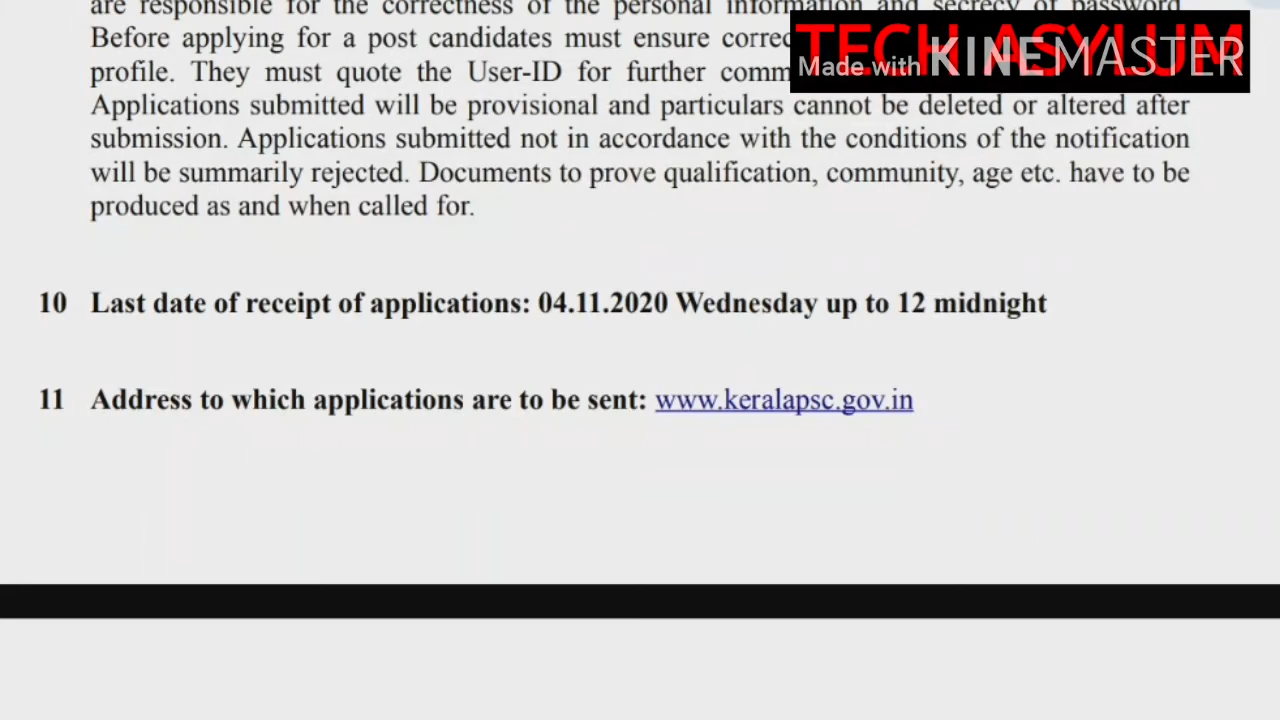 are responsible for the correctness of the personal information and secrecy of password.
Before applying for a post candidates must ensure
profile. They must quote the User-ID for further
Applications submitted will be provisional and particulars cannot be deleted or altered after
submission. Applications submitted not in accordance with the conditions of the notification
will be summarily rejected. Documents to prove qualification, community, age etc. have to be
produced as and when called for.
TECH ASYLUM
Made with KINEMASTER
10 Last date of receipt of applications: 04.11.2020 Wednesday up to 12 midnight
11 Address to which applications are to be sent: www.keralapsc.gov.in